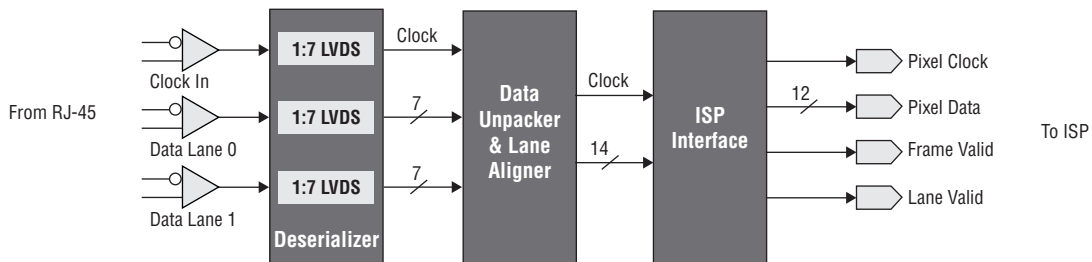 From RJ-45
Clock In
Data Lane 0
Data Lane 1
1:7 LVDS
1:7 LVDS
1:7 LVDS
Deserializer
Clock
7
7
Data
Unpacker
& Lane
Aligner
Clock
14
ISP
Interface
12
Pixel Clock
Pixel Data
Frame Valid
Lane Valid
To ISP